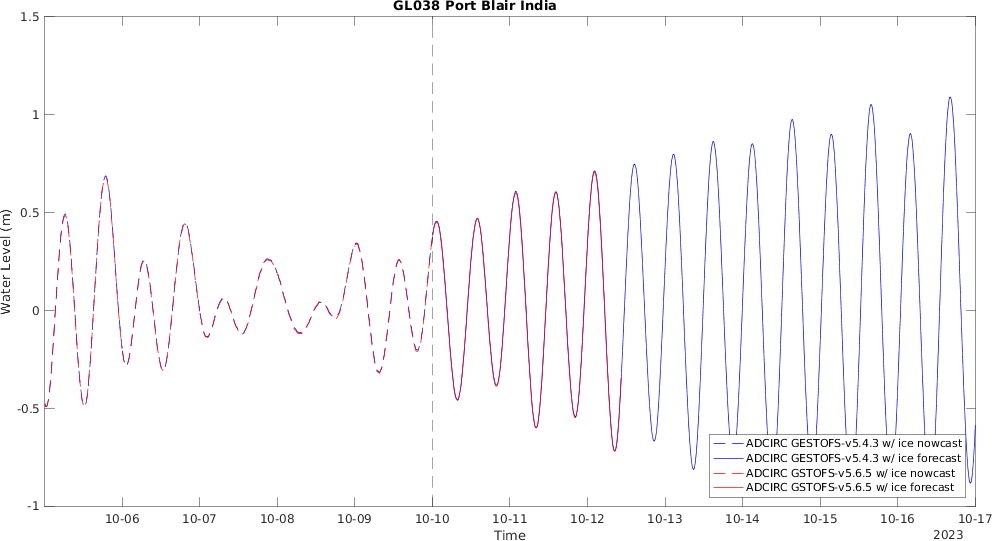 GL038 Port Blair India
1.5
1
0.5
0
-0.5
-1
Water Level (m)
ADCIRC GESTOFS-v5.4.3 w/ ice nowcast
ADCIRC GESTOFS-v5.4.3 w/ ice forecast
ADCIRC GSTOFS-v5.6.5 w/ ice nowcast
ADCIRC GSTOFS-v5.6.5 w/ ice forecast
10-06 10-07 10-08 10-09 10-10 10-11 10-12 10-13 10-14 10-15 10-16 10-17
Time
2023